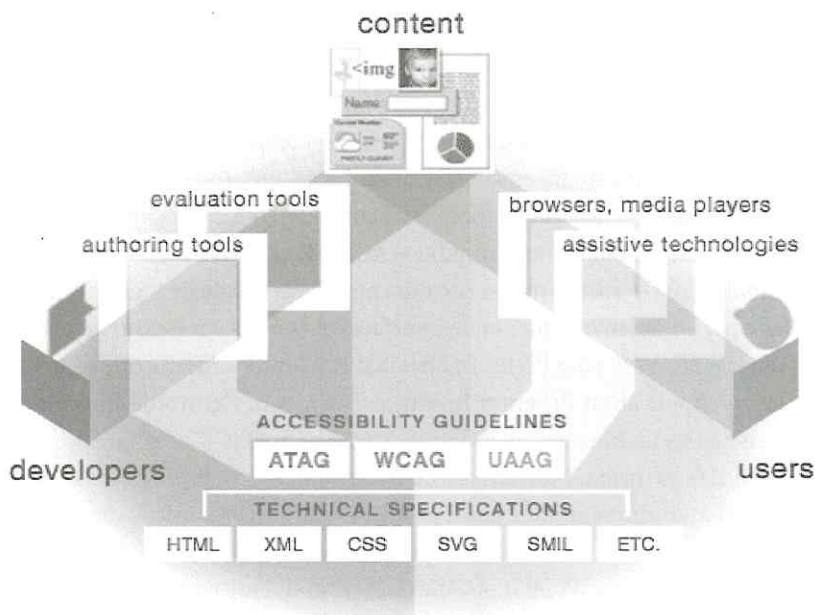 content
<img
Name
evaluation tools
browsers, media players
authoring tools
assistive technologies
ACCESSIBILITY GUIDELINES
ATAG WCAG UAAG
developers
users
TECHNICAL SPECIFICATIONS
HTML XML CSS SVG SMIL ETC.